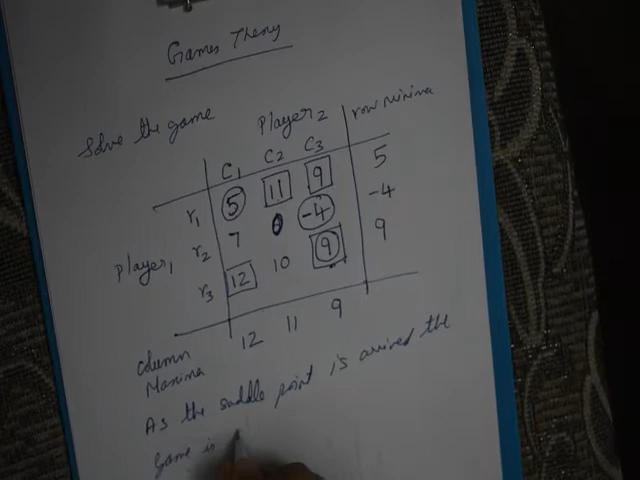 Games Theory
Solve the game
Player2 row minima
C1 C2 C3
r1 5 11 9 5
r2 7 0 -4 -4
Player1
r3 12 10 9 9
12 11 9
Column
Maxima
As the saddle point is arrived the
game is